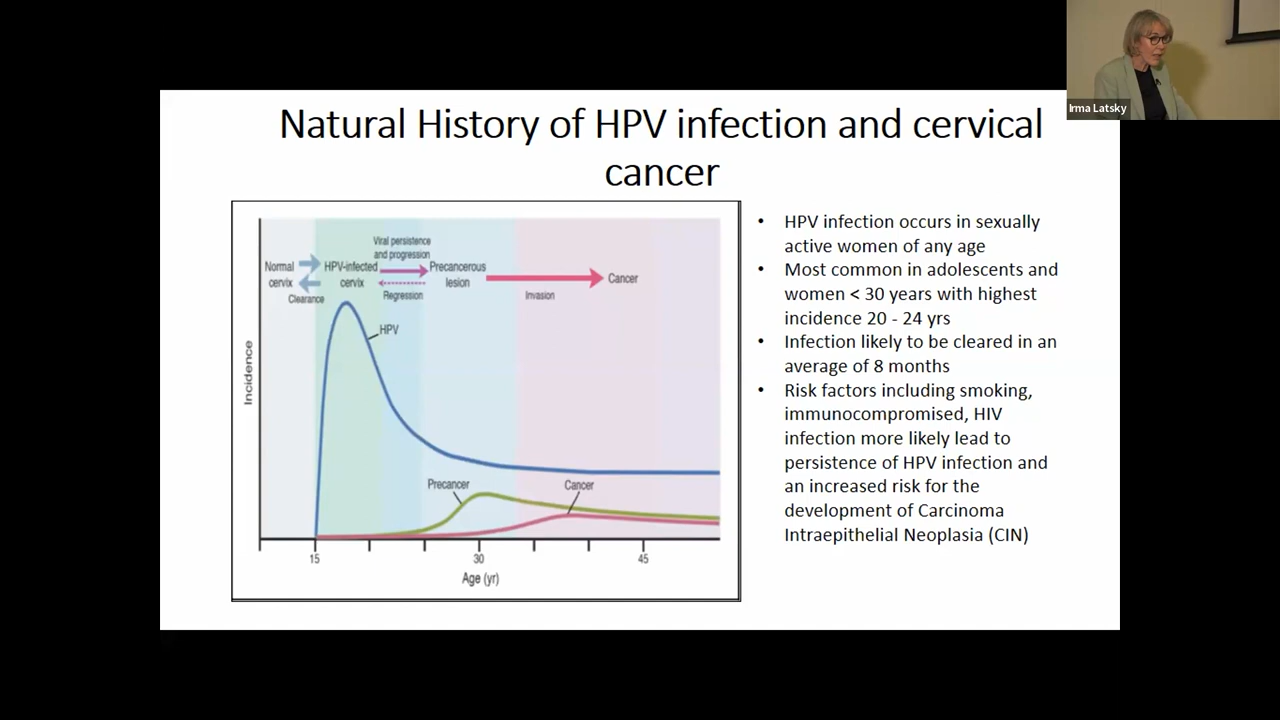 Irma Latsky
Natural History of HPV infection and cervical
cancer
Viral persistence
and progression
Normal
cervix
HPV-infected
cervix
Precancerous
lesion
Cancer
Clearance
Regression
Invasion
HPV
Incidence
Precancer
Cancer
15
30
45
Age (yr)
• HPV infection occurs in sexually
active women of any age
• Most common in adolescents and
women < 30 years with highest
incidence 20 - 24 yrs
• Infection likely to be cleared in an
average of 8 months
• Risk factors including smoking,
immunocompromised, HIV
infection more likely lead to
persistence of HPV infection and
an increased risk for the
development of Carcinoma
Intraepithelial Neoplasia (CIN)